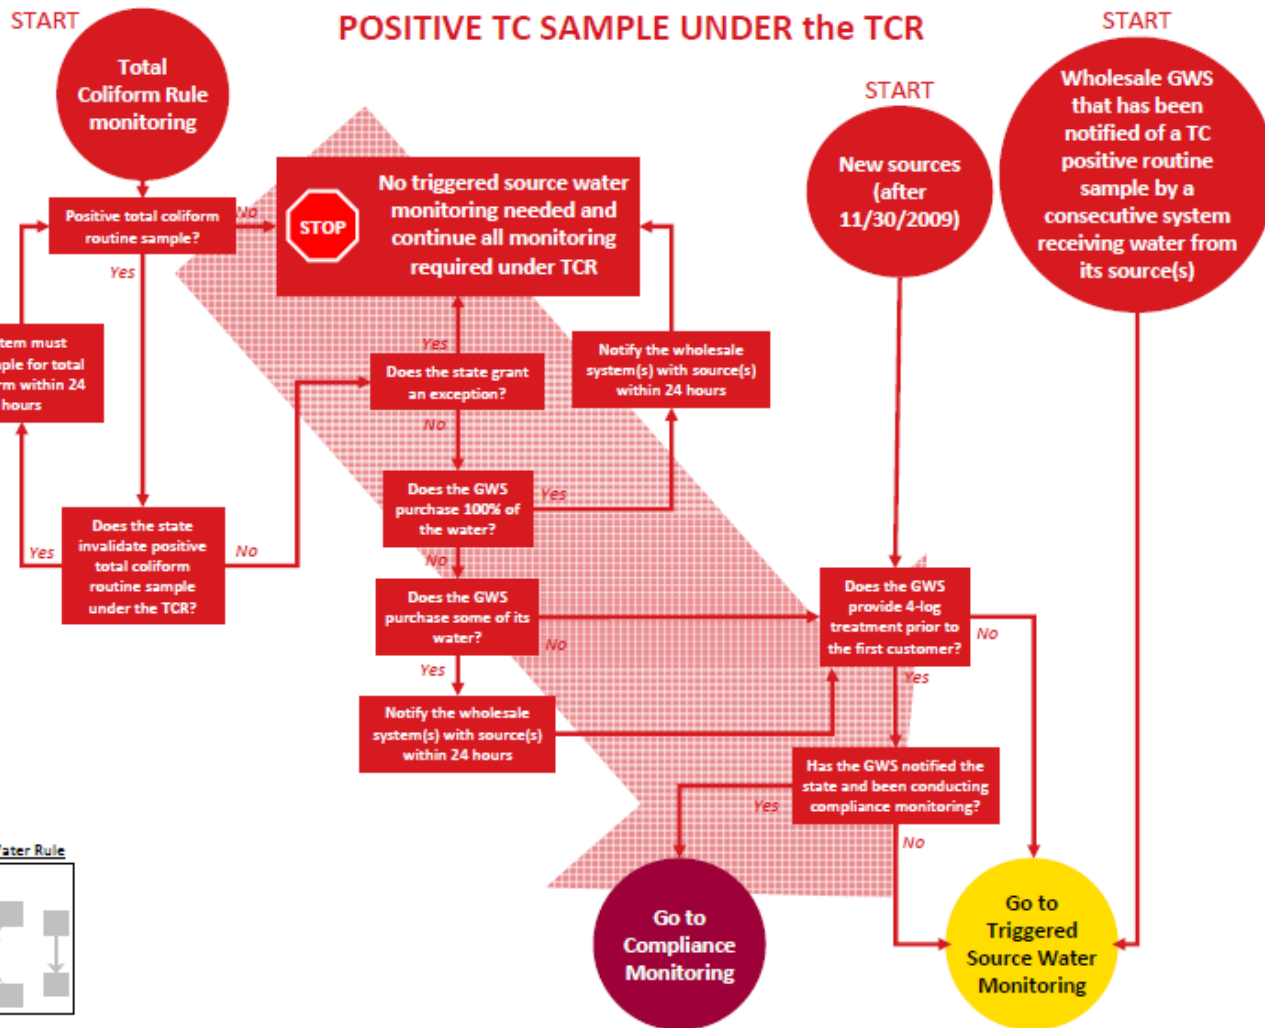 START
POSITIVE TC SAMPLE UNDER the TCR
START
Total
Coliform Rule
monitoring
START
Wholesale GWS
that has been
notified of a TC
positive routine
sample by a
consecutive system
receiving water from
its source(s)
New sources
(after
11/30/2009)
No triggered source water
monitoring needed and
continue all monitoring
required under TCR
STOP
Positive total coliform
routine sample?
No
Yes
must
for total
within 24
hours
Yes
Does the state grant
an exception?
No
Notify the wholesale
system(s) with source(s)
within 24 hours
Does the GWS
purchase 100% of
the water?
Yes
No
Does the state
invalidate positive
total coliform
routine sample
under the TCR?
Yes
No
Does the GWS
purchase some of its
water?
No
Yes
Does the GWS
provide 4-log
treatment prior to
the first customer?
No
Yes
Notify the wholesale
system(s) with source(s)
within 24 hours
Has the GWS notified the
state and been conducting
compliance monitoring?
Yes
No
Water Rule
Go to
Compliance
Monitoring
Go to
Triggered
Source Water
Monitoring